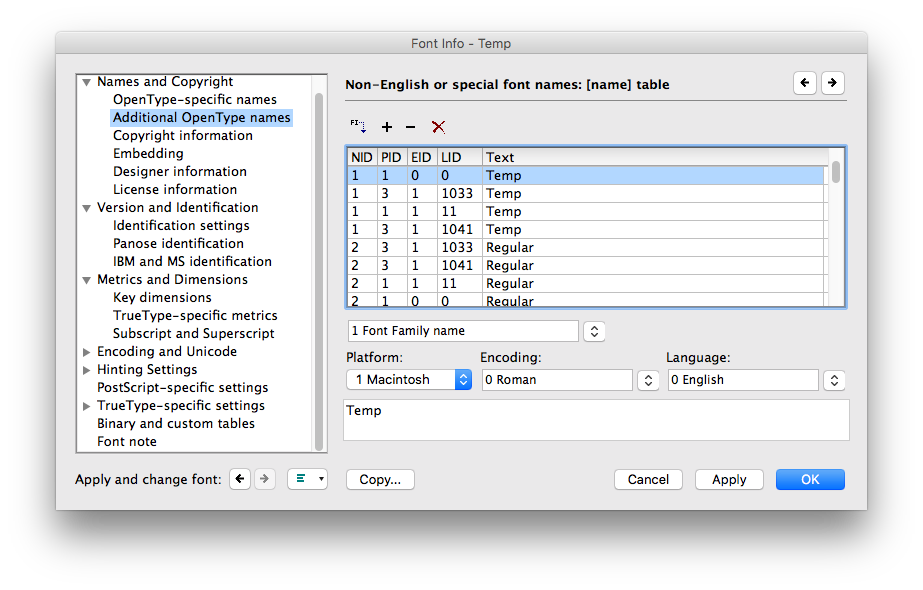 Font Info - Temp
Names and Copyright
OpenType-specific names
Additional OpenType names
Copyright information
Embedding
Designer information
License information
Version and Identification
Identification settings
Panose identification
IBM and MS identification
Metrics and Dimensions
Key dimensions
TrueType-specific metrics
Subscript and Superscript
Encoding and Unicode
Hinting Settings
PostScript-specific settings
TrueType-specific settings
Binary and custom tables
Font note
Non-English or special font names: [name] table
NID PID EID LID Text
1 1 0 0 Temp
1 3 1 1033 Temp
1 1 1 11 Temp
1 3 1 1041 Temp
2 3 1 1033 Regular
2 3 1 1041 Regular
2 1 1 11 Regular
2 1 0 0 Regular
1 Font Family name
Platform: Encoding: Language:
1 Macintosh 0 Roman 0 English
Temp
Apply and change font: Copy... Cancel Apply OK